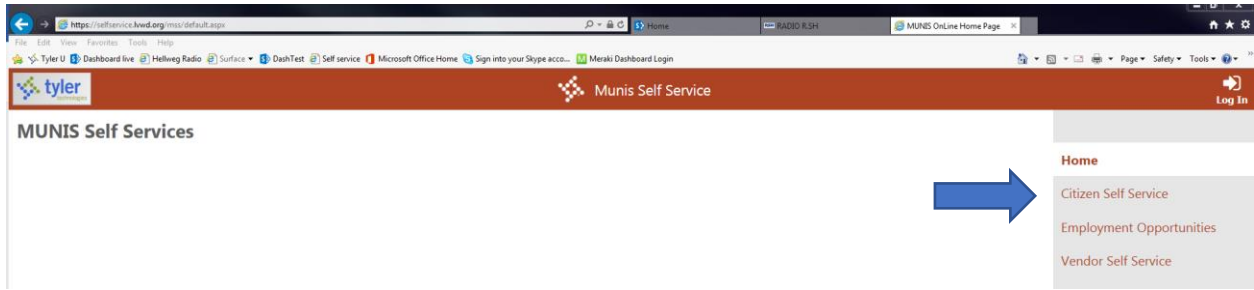 https://selfservice.lvwd.org/mss/default.aspx Home RADIO R.SH MUNIS OnLine Home Page
File Edit View Favorites Tools Help
Tyler U Dashboard live Hellweg Radio Surface DashTest Self service Microsoft Office Home Sign into your Skype acco... Meraki Dashboard Login Page Safety Tools
tyler
technologies
Munis Self Service
Log In
MUNIS Self Services
Home
Citizen Self Service
Employment Opportunities
Vendor Self Service